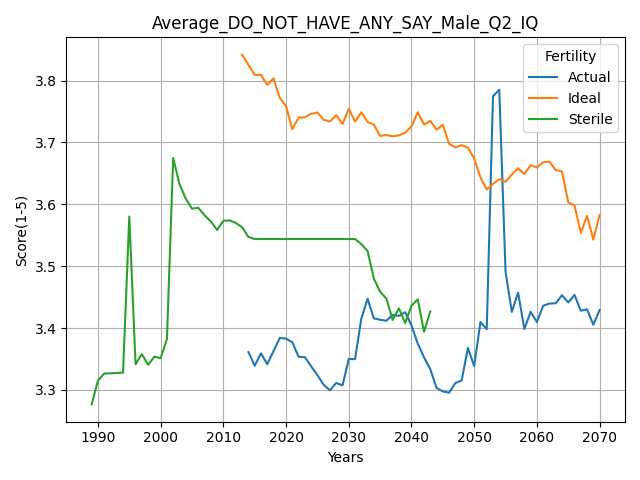 Average_DO_NOT_HAVE_ANY_SAY_Male_Q2_IQ
Fertility
Actual
Ideal
Sterile
Score(1-5)
3.8
3.7
3.6
3.5
3.4
3.3
1990 2000 2010 2020 2030 2040 2050 2060 2070
Years